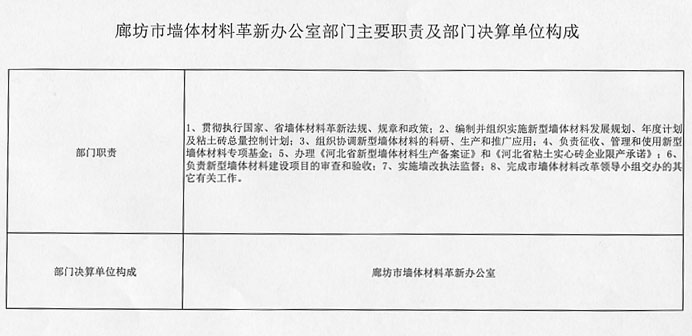 廊坊市墙体材料革新办公室部门主要职责及部门决算单位构成
部门职责
1、贯彻执行国家、省墙体材料革新法规、规章和政策；2、编制并组织实施新型墙体材料发展规划、年度计划
及粘土砖总量控制计划；3、组织协调新型墙体材料的科研、生产和推广应用；4、负责征收、管理和使用新型
墙体材料专项基金；5、办理《河北省新型墙体材料生产备案证》和《河北省粘土实心砖企业限产承诺》；6、
负责新型墙体材料建设项目的审查和验收；7、实施墙改执法监督；8、完成市墙体材料改革领导小组交办的其
它有关工作。
部门决算单位构成
廊坊市墙体材料革新办公室